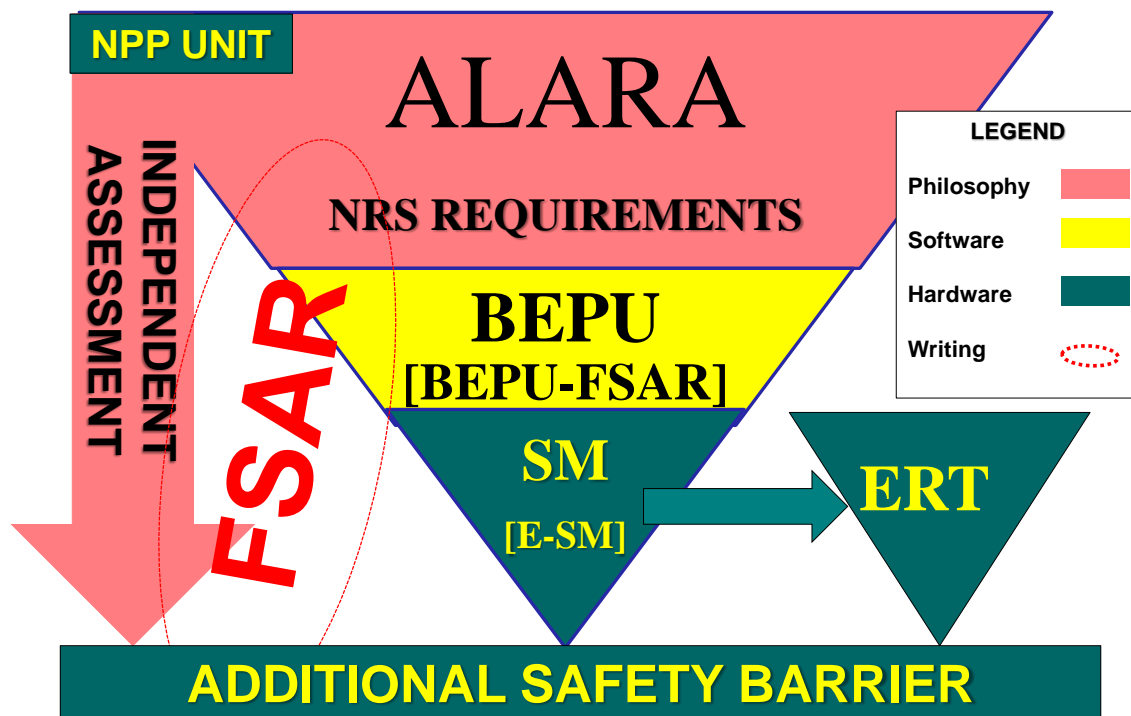 NPP UNIT
ALARA
NRS REQUIREMENTS
INDEPENDENT
ASSESSMENT
FSAR
BEPU
[BEPU-FSAR]
SM
[E-SM]
ERT
LEGEND
Philosophy
Software
Hardware
Writing
ADDITIONAL SAFETY BARRIER